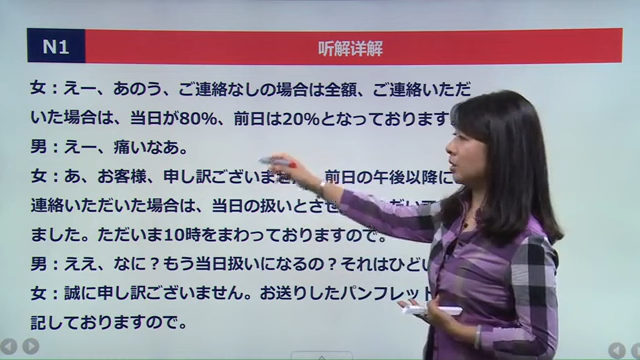 N1 听解详解
女：えー、あのう、ご連絡なしの場合は全額、ご連絡いただ
いた場合は、当日が80%、前日は20%となっております
男：えー、痛いなあ。
女：あ、お客様、申し訳ございま 前日の午後以降に
連絡いただいた場合は、当日の扱いとさせ
ました。ただいま10時をまわっておりますので。
男：ええ、なに？もう当日扱いになるの？それはひど
女：誠に申し訳ございません。お送りしたパンフレット
記しておりますので。